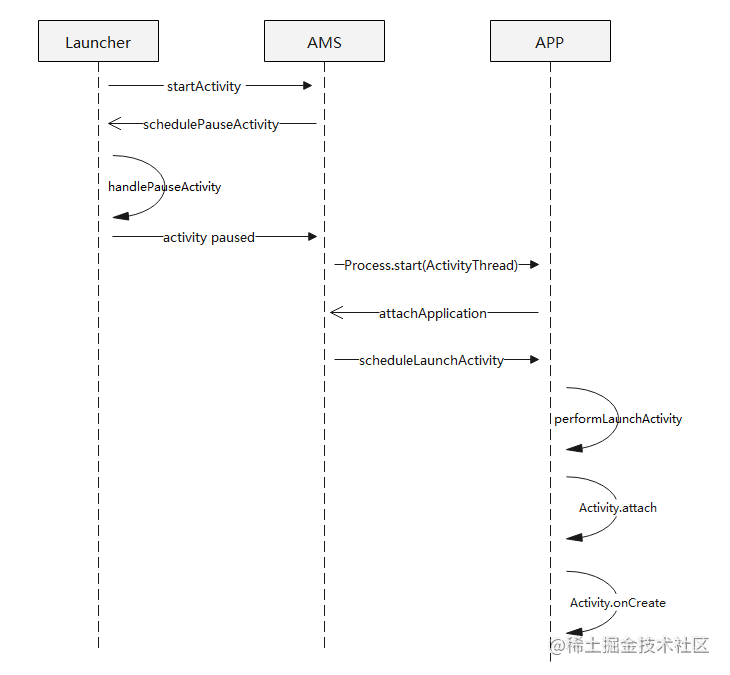 Launcher
AMS
APP
startActivity
schedulePauseActivity
handlePauseActivity
activity paused
Process.start(ActivityThread)
attachApplication
scheduleLaunchActivity
performLaunchActivity
Activity.attach
Activity.onCreate
@稀土掘金技术社区